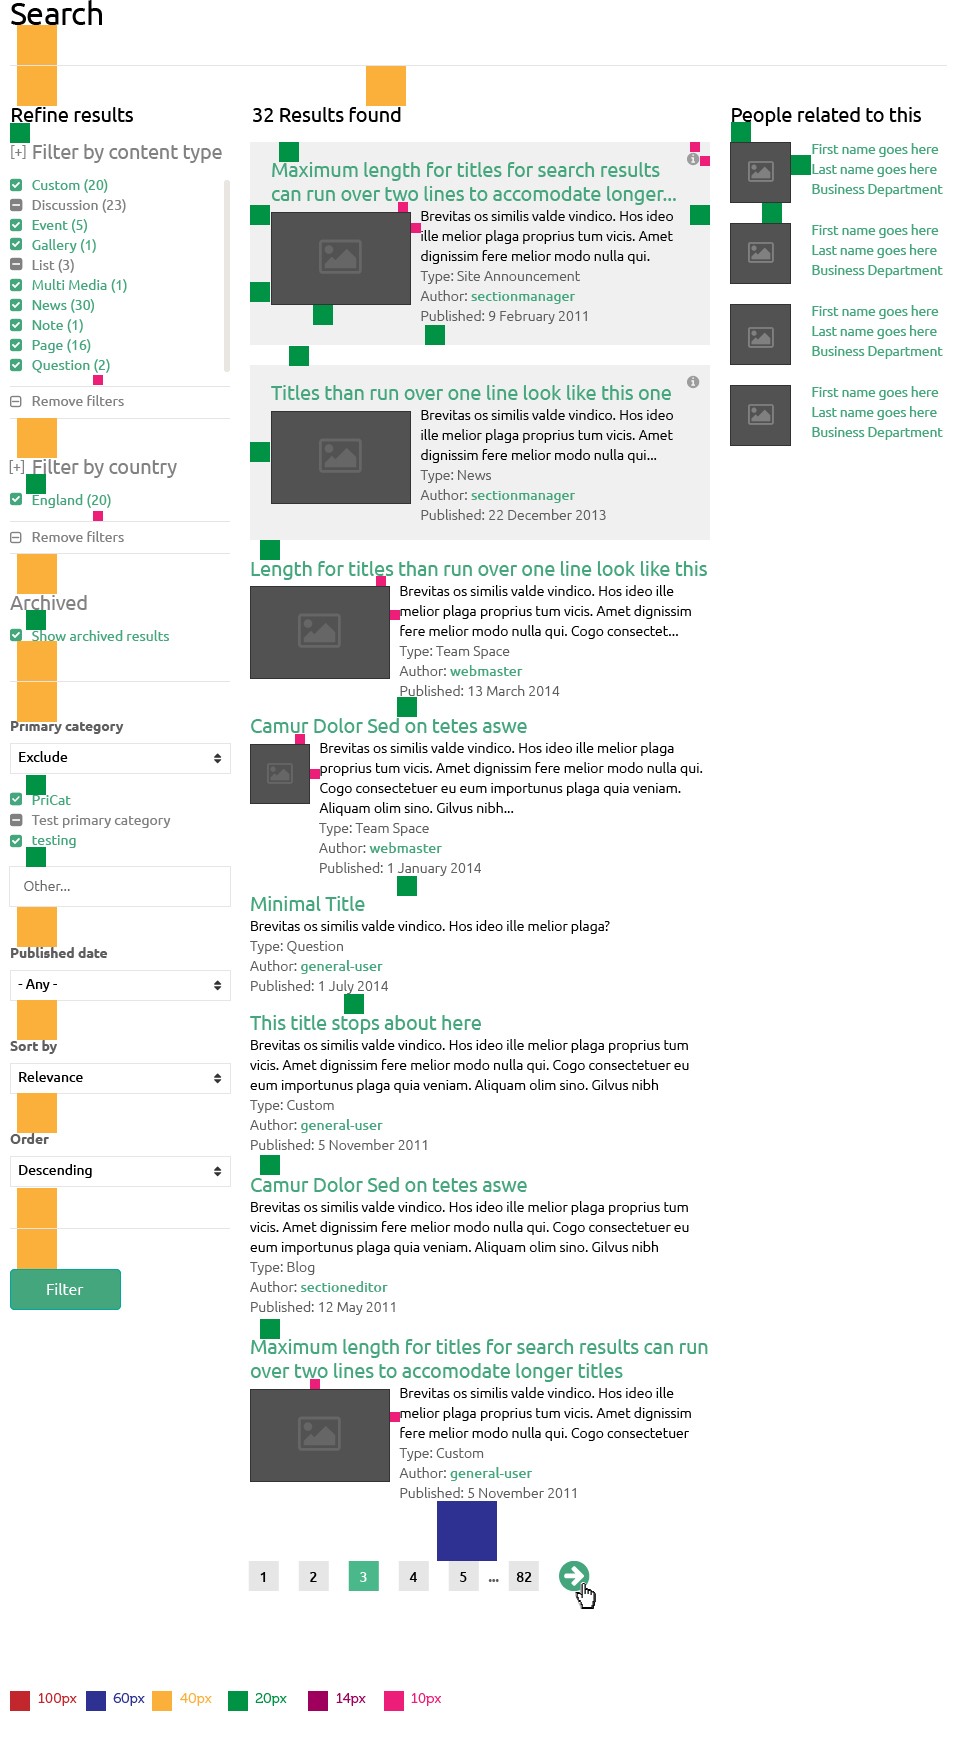 Search
Refine results
[+] Filter by content type
Custom (20)
Discussion (23)
Event (5)
Gallery (1)
List (3)
Multi Media (1)
News (30)
Note (1)
Page (16)
Question (2)
Remove filters
[+] Filter by country
England (20)
Remove filters
Archived
Show archived results
Primary category
Exclude
PriCat
Test primary category
testing
Other...
Published date
- Any -
Sort by
Relevance
Order
Descending
Filter
32 Results found
Maximum length for titles for search results
can run over two lines to accomodate longer...
Brevitas os similis valde vindico. Hos ideo
ille melior plaga proprius tum vicis. Amet
dignissim fere melior modo nulla qui.
Type: Site Announcement
Author: sectionmanager
Published: 9 February 2011
Titles than run over one line look like this one
Brevitas os similis valde vindico. Hos ideo
ille melior plaga proprius tum vicis. Amet
dignissim fere melior modo nulla qui...
Type: News
Author: sectionmanager
Published: 22 December 2013
Length for titles than run over one line look like this
Brevitas os similis valde vindico. Hos ideo ille
melior plaga proprius tum vicis. Amet dignissim
fere melior modo nulla qui. Cogo consectet...
Type: Team Space
Author: webmaster
Published: 13 March 2014
Camur Dolor Sed on tetes aswe
Brevitas os similis valde vindico. Hos ideo ille melior plaga
proprius tum vicis. Amet dignissim fere melior modo nulla qui.
Cogo consectetuer eu eum importunus plaga quia veniam.
Aliquam olim sino. Gilvus nibh...
Type: Team Space
Author: webmaster
Published: 1 January 2014
Minimal Title
Brevitas os similis valde vindico. Hos ideo ille melior plaga?
Type: Question
Author: general-user
Published: 1 July 2014
This title stops about here
Brevitas os similis valde vindico. Hos ideo ille melior plaga proprius tum
vicis. Amet dignissim fere melior modo nulla qui. Cogo consectetuer eu
eum importunus plaga quia veniam. Aliquam olim sino. Gilvus nibh
Type: Custom
Author: general-user
Published: 5 November 2011
Camur Dolor Sed on tetes aswe
Brevitas os similis valde vindico. Hos ideo ille melior plaga proprius tum
vicis. Amet dignissim fere melior modo nulla qui. Cogo consectetuer eu
eum importunus plaga quia veniam. Aliquam olim sino. Gilvus nibh
Type: Blog
Author: sectioneditor
Published: 12 May 2011
Maximum length for titles for search results can run
over two lines to accomodate longer titles
Brevitas os similis valde vindico. Hos ideo ille
melior plaga proprius tum vicis. Amet dignissim
fere melior modo nulla qui. Cogo consectetuer
Type: Custom
Author: general-user
Published: 5 November 2011
1 2 3 4 5 ... 82
People related to this
First name goes here
Last name goes here
Business Department
First name goes here
Last name goes here
Business Department
First name goes here
Last name goes here
Business Department
First name goes here
Last name goes here
Business Department
100px 60px 40px 20px 14px 10px